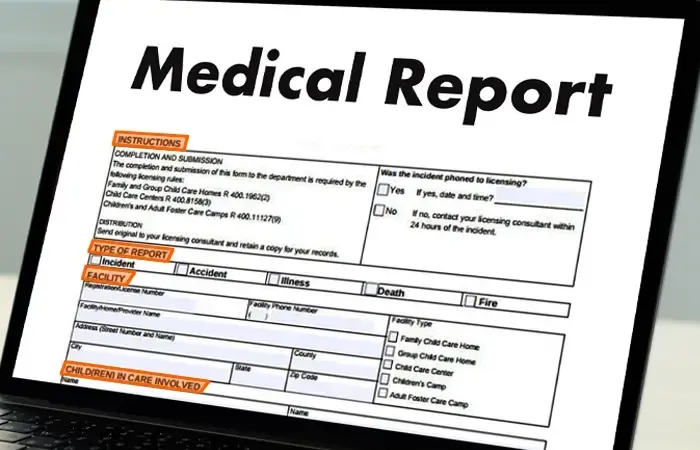 Medical Report
INSTRUCTIONS
COMPLETION AND SUBMISSION
The completion and submission of this form to the department is required by the
following licensing rules:
Family and Group Child Care Homes R 400.1962(2)
Child Care Centers R 400.8158(3)
Children's and Adult Foster Care Camps R 400.11127(9)
DISTRIBUTION
Send original to your licensing consultant and retain a copy for your records.
Was the incident phoned to licensing?
Yes If yes, date and time?
No If no, contact your licensing consultant within
24 hours of the incident.
TYPE OF REPORT
Incident Accident Illness Death Fire
FACILITY
Registration/License Number
Facility Phone Number
( )
Facility/Home/Provider Name
Address (Street Number and Name)
County
City
State
Zip Code
Facility Type
Family Child Care Home
Group Child Care Home
Child Care Center
Children's Camp
Adult Foster Care Camp
CHILD(REN) IN CARE INVOLVED
Name
Name